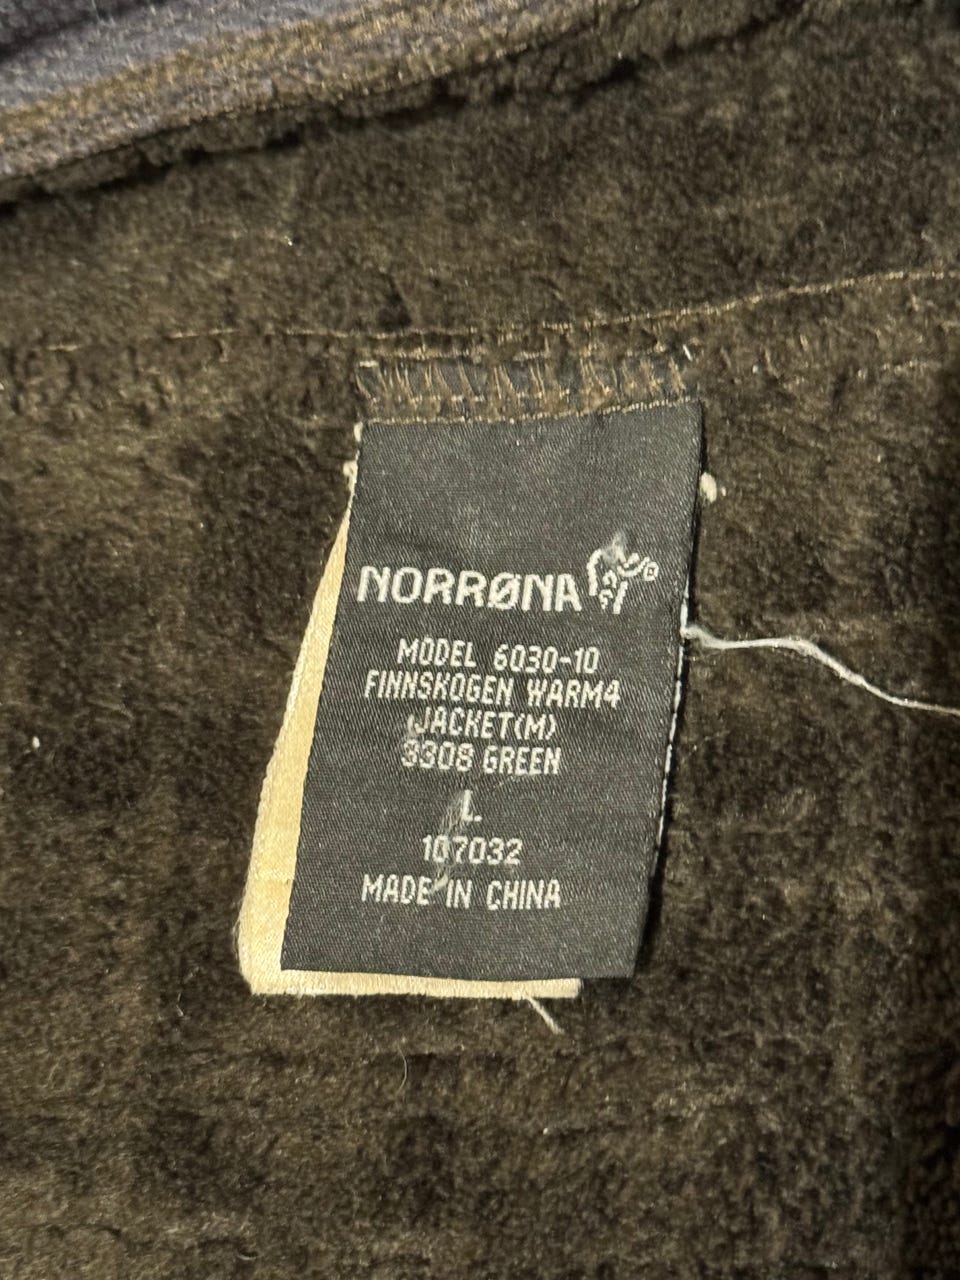 NORRØNA
MODEL 6030-10
FINNSKOGEN WARM4
JACKET(M)
3308 GREEN
L
107032
MADE IN CHINA